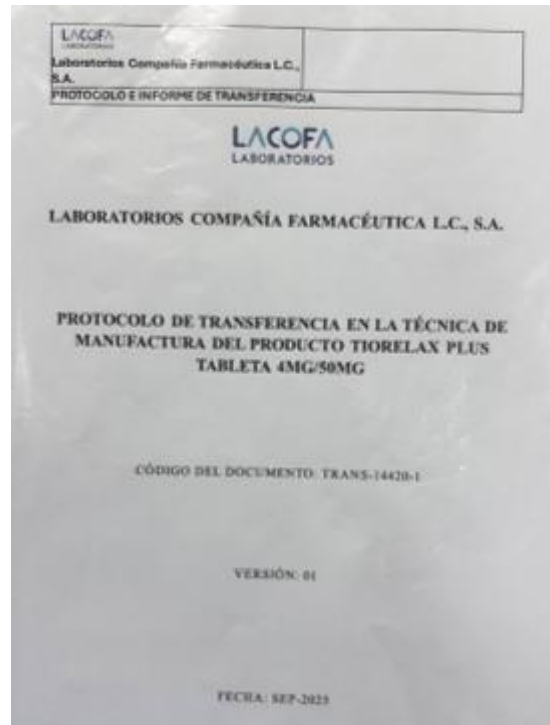 LACOFA
LABORATORIOS
Laboratorios Compañía Farmacéutica L.C.,
S.A.
PROTOCOLO E INFORME DE TRANSFERENCIA
LACOFA
LABORATORIOS
LABORATORIOS COMPAÑÍA FARMACÉUTICA L.C., S.A.
PROTOCOLO DE TRANSFERENCIA EN LA TÉCNICA DE
MANUFACTURA DEL PRODUCTO TIORELAX PLUS
TABLETA 4MG/50MG
CÓDIGO DEL DOCUMENTO: TRANS-14420-1
VERSIÓN: 01
FECHA: SEP-2025